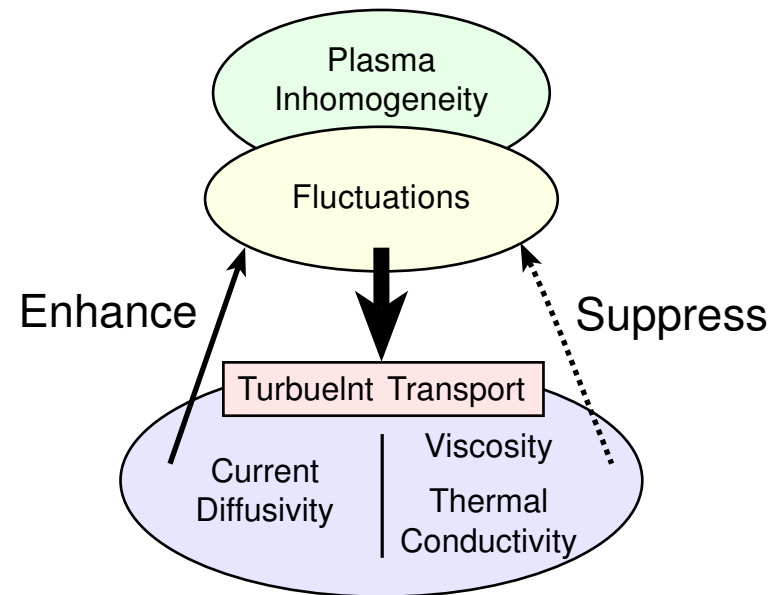 Plasma
Inhomogeneity
Fluctuations
Enhance
Suppress
Turbuelnt Transport
Current
Diffusivity
Viscosity
Thermal
Conductivity